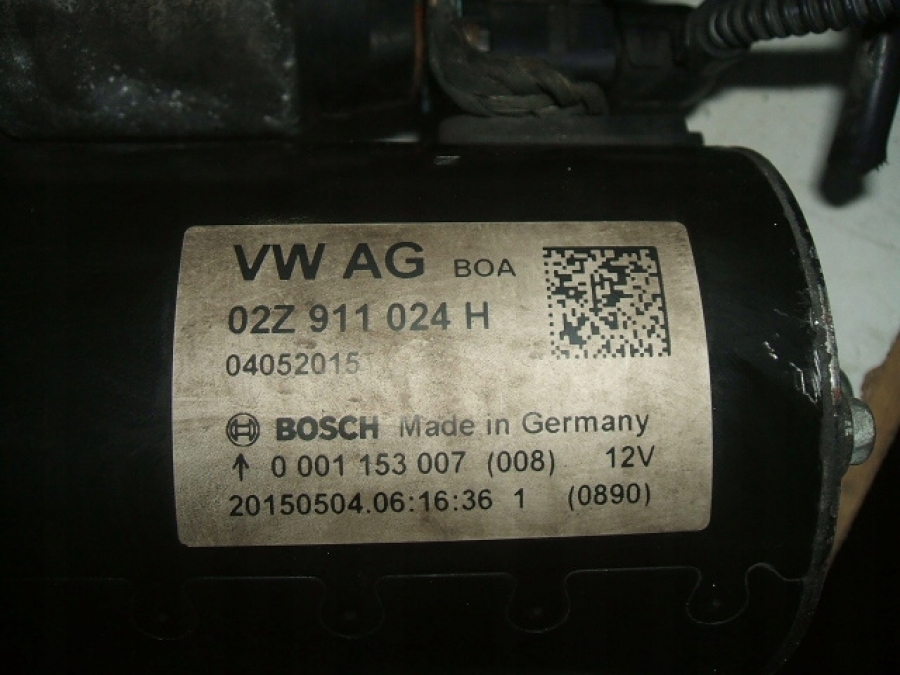 VW AG BOA
02Z 911 024 H
04052015
BOSCH Made in Germany
↑ 0 001 153 007 (008) 12V
20150504.06:16:36 1 (0890)